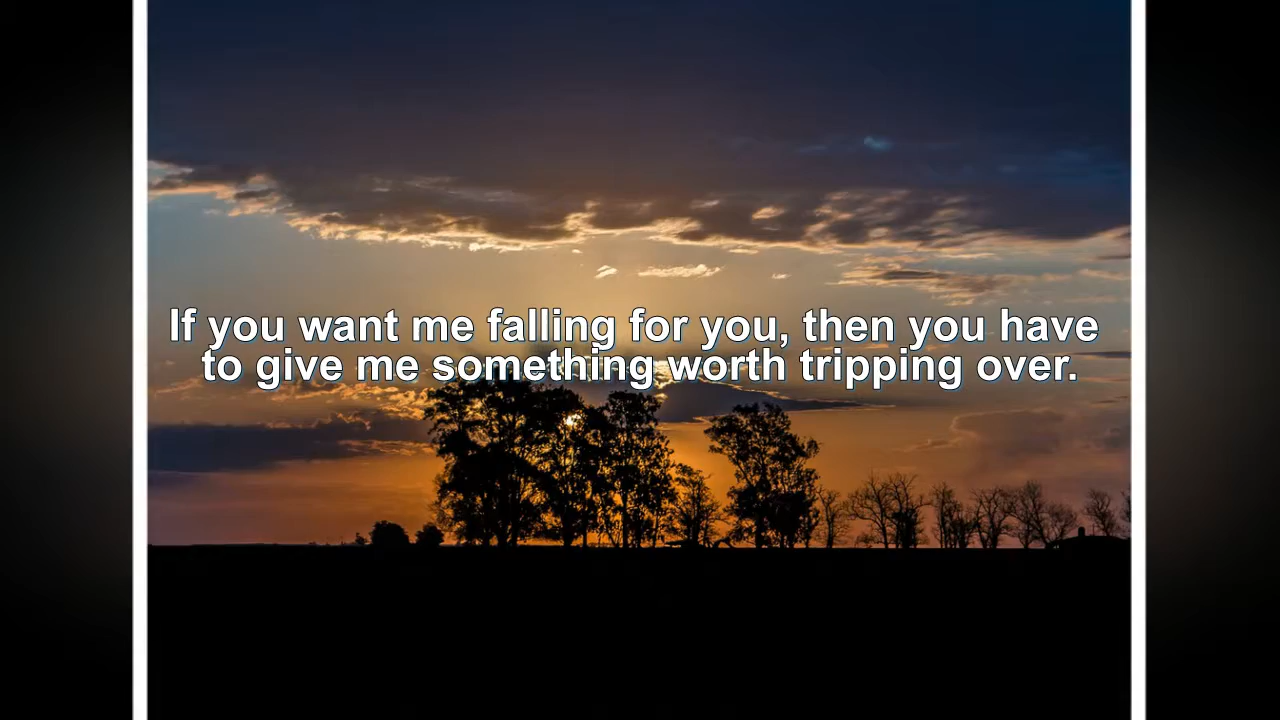 If you want me falling for you, then you have
to give me something worth tripping over.